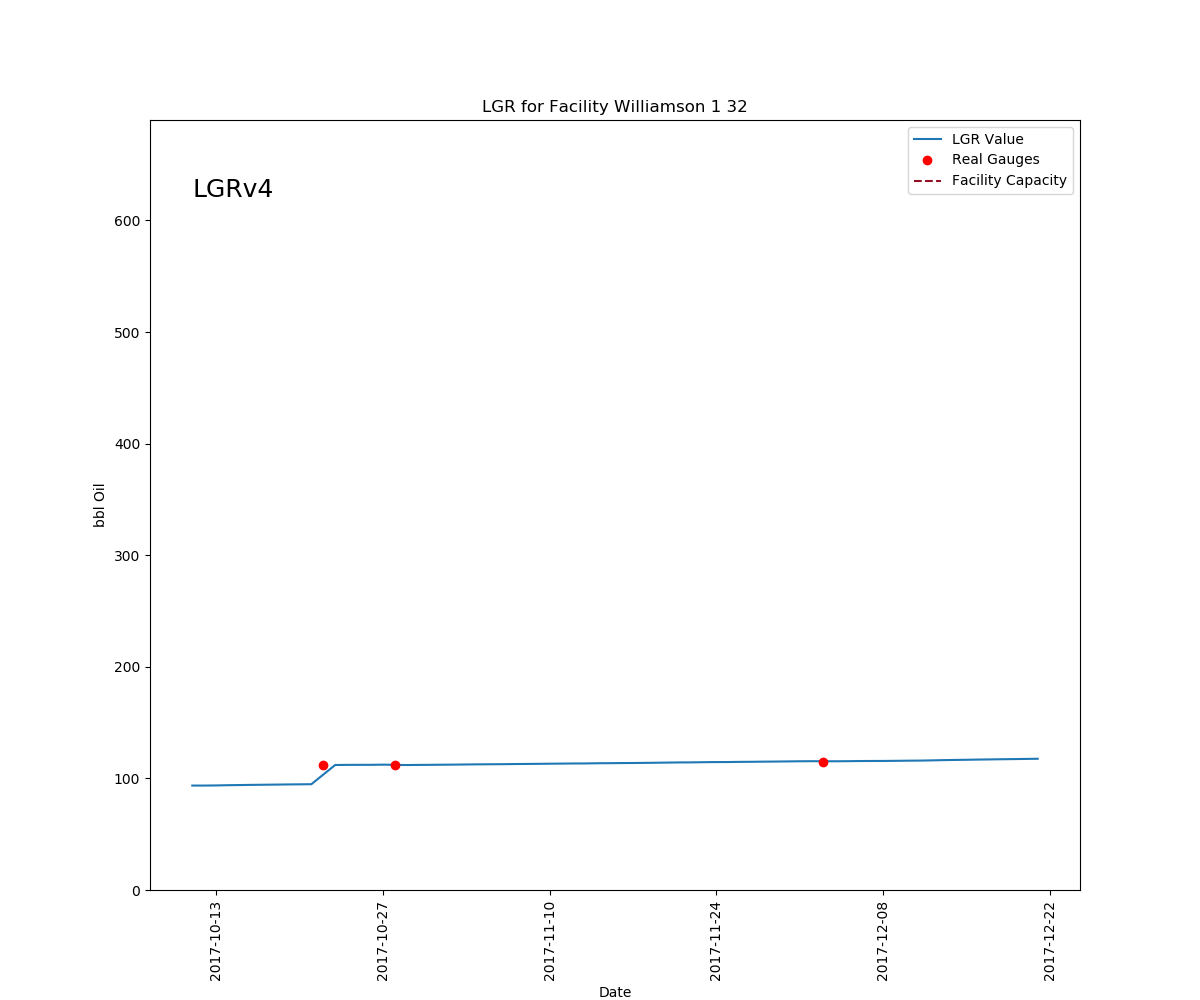 LGR for Facility Williamson 1 32
LGR Value
Real Gauges
Facility Capacity
LGRv4
600
500
400
300
200
100
0
bbl Oil
2017-10-13
2017-10-27
2017-11-10
2017-11-24
2017-12-08
2017-12-22
Date